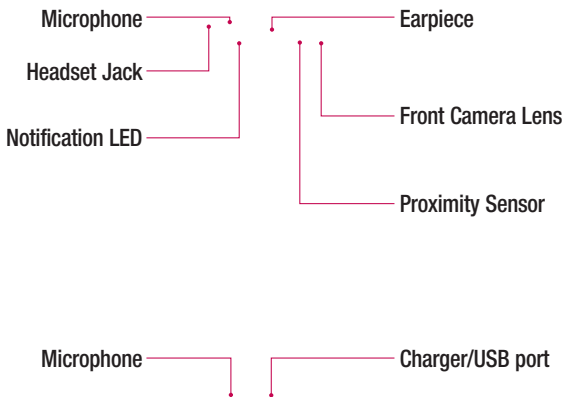 Microphone
Earpiece
Headset Jack
Front Camera Lens
Notification LED
Proximity Sensor
Microphone
Charger/USB port